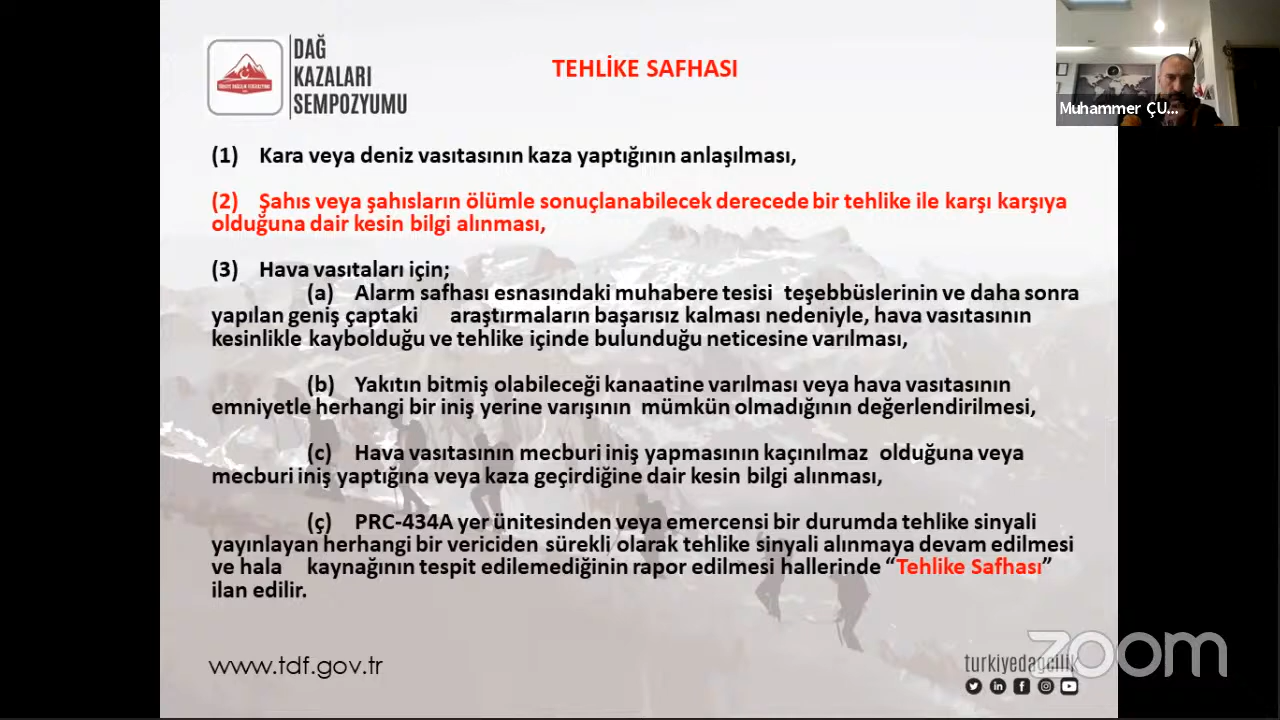 DAĞ
KAZALARI
SEMPOZYUMU
TEHLİKE SAFHASI
Muhammer ÇU...
(1) Kara veya deniz vasıtasının kaza yaptığının anlaşılması,
(2) Şahıs veya şahısların ölümle sonuçlanabilecek derecede bir tehlike ile karşı karşıya
olduğuna dair kesin bilgi alınması,
(3) Hava vasıtaları için;
(a) Alarm safhası esnasındaki muhabere tesisi teşebbüslerinin ve daha sonra
yapılan geniş çaptaki araştırmaların başarısız kalması nedeniyle, hava vasıtasının
kesinlikle kaybolduğu ve tehlike içinde bulunduğu neticesine varılması,
(b) Yakıtın bitmiş olabileceği kanaatine varılması veya hava vasıtasının
emniyetle herhangi bir iniş yerine varışının mümkün olmadığının değerlendirilmesi,
(c) Hava vasıtasının mecburi iniş yapmasının kaçınılmaz olduğuna veya
mecburi iniş yaptığına veya kaza geçirdiğine dair kesin bilgi alınması,
(ç) PRC-434A yer ünitesinden veya emercensi bir durumda tehlike sinyali
yayınlayan herhangi bir vericiden sürekli olarak tehlike sinyali alınmaya devam edilmesi
ve hala kaynağının tespit edilemediğinin rapor edilmesi hallerinde “Tehlike Safhası”
ilan edilir.
www.tdf.gov.tr
turkiyedagcilik
zoom